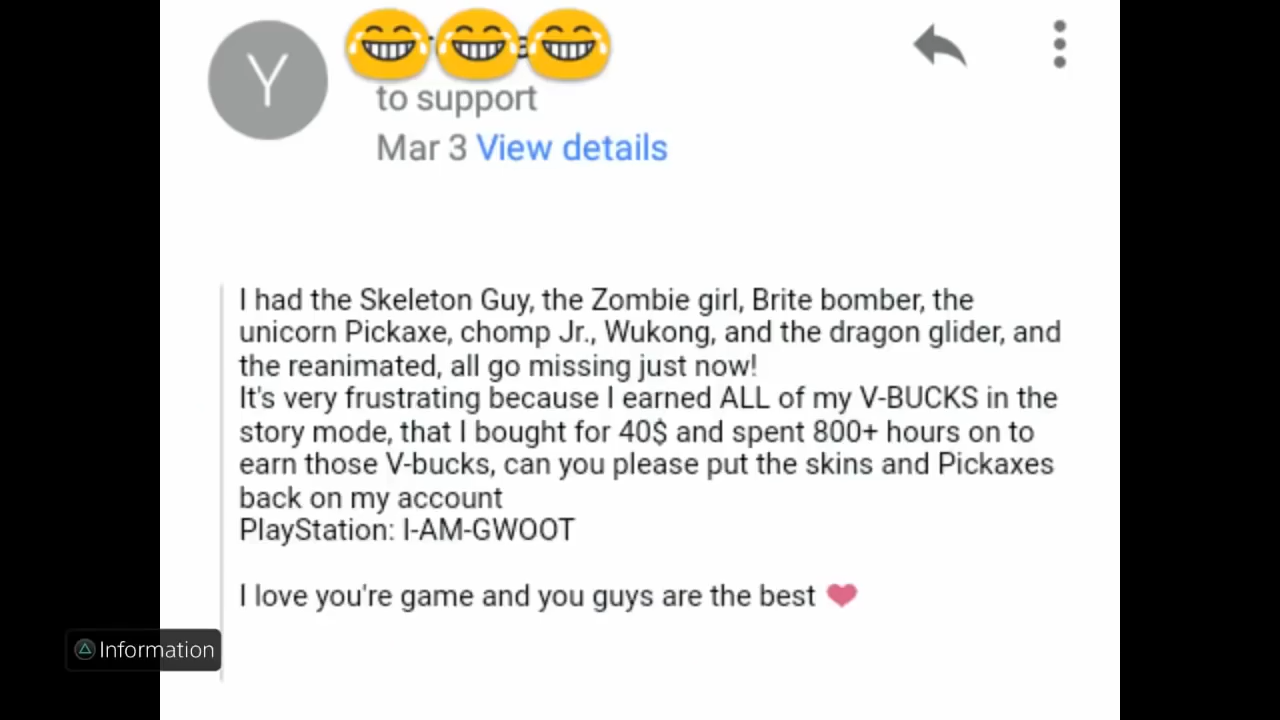 Y
to support
Mar 3 View details
I had the Skeleton Guy, the Zombie girl, Brite bomber, the
unicorn Pickaxe, chomp Jr., Wukong, and the dragon glider, and
the reanimated, all go missing just now!
It's very frustrating because I earned ALL of my V-BUCKS in the
story mode, that I bought for 40$ and spent 800+ hours on to
earn those V-bucks, can you please put the skins and Pickaxes
back on my account
PlayStation: I-AM-GWOOT
I love you're game and you guys are the best ❤
Information